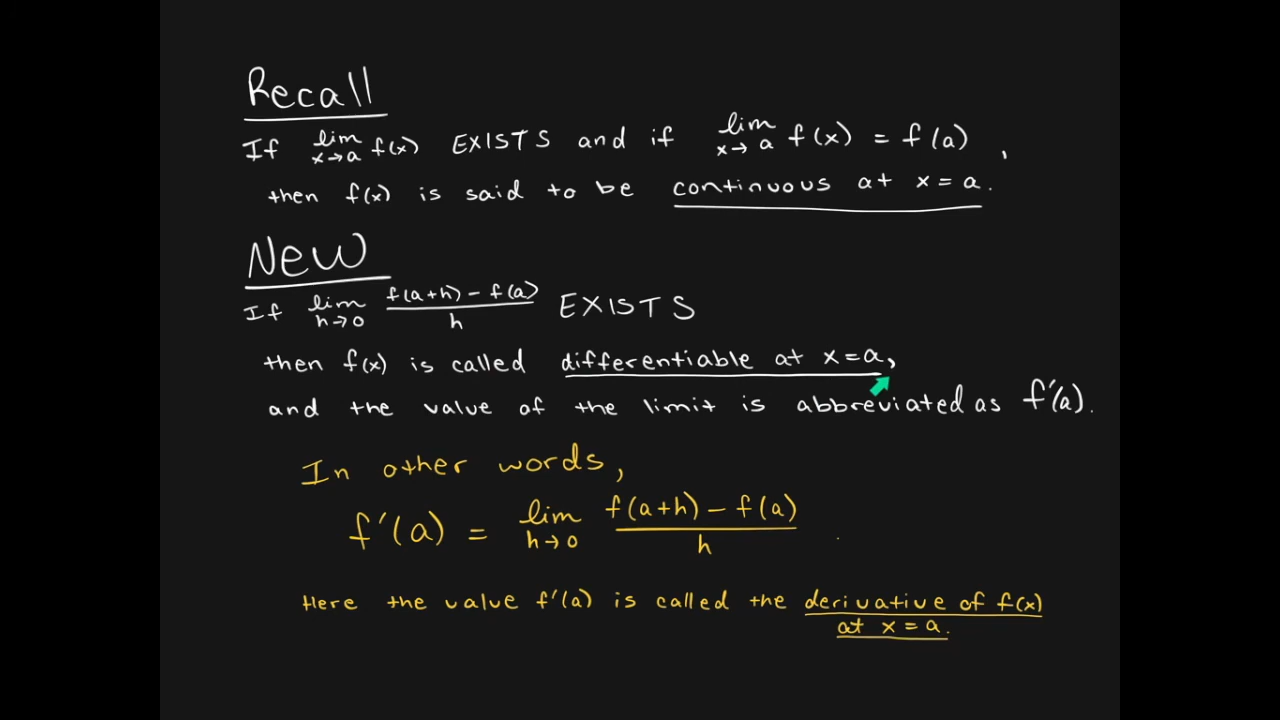 Recall
If lim x→a f(x) EXISTS and if lim x→a f(x) = f(a),
then f(x) is said to be continuous at x=a.
New
If lim h→0 f(a+h)-f(a) / h EXISTS
then f(x) is called differentiable at x=a,
and the value of the limit is abbreviated as f'(a).
In other words,
f'(a) = lim h→0 f(a+h)-f(a) / h
Here the value f'(a) is called the derivative of f(x)
at x=a.